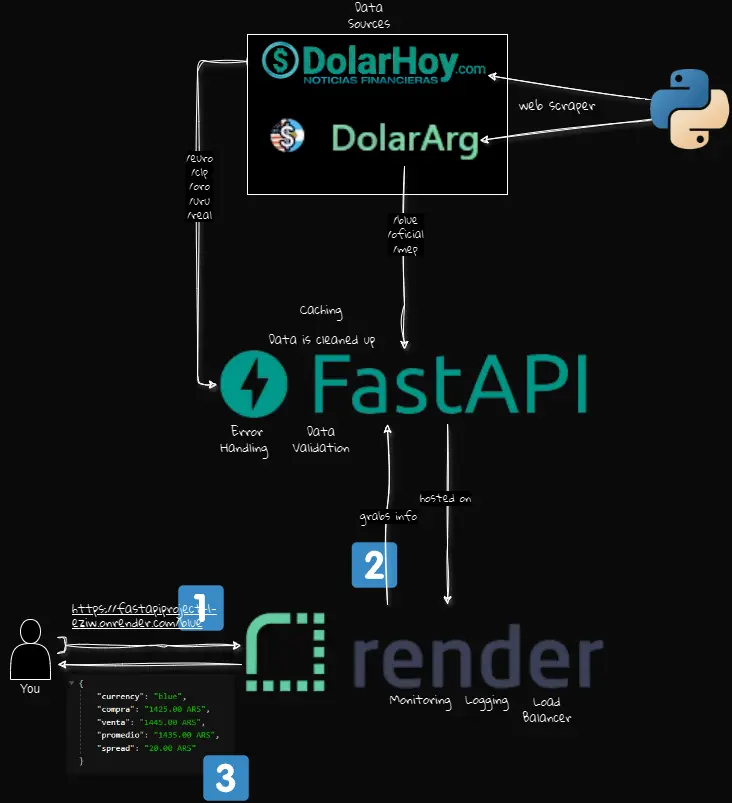 Data
Sources
DolarHoy.com
NOTICIAS FINANCIERAS
web scraper
DolarArg
/euro
/clp
/oro
/uru
/real
/blue
/oficial
/mep
Caching
Data is cleaned up
FastAPI
Error
Handling
Data
Validation
hosted on
grabs info
2
1
https://fastapiproject-1-
eziw.onrender.com/blue
render
You
Monitoring
Logging
Load
Balancer
{
"currency": "blue",
"compra": "1425.00 ARS",
"venta": "1445.00 ARS",
"promedio": "1435.00 ARS",
"spread": "20.00 ARS"
}
3